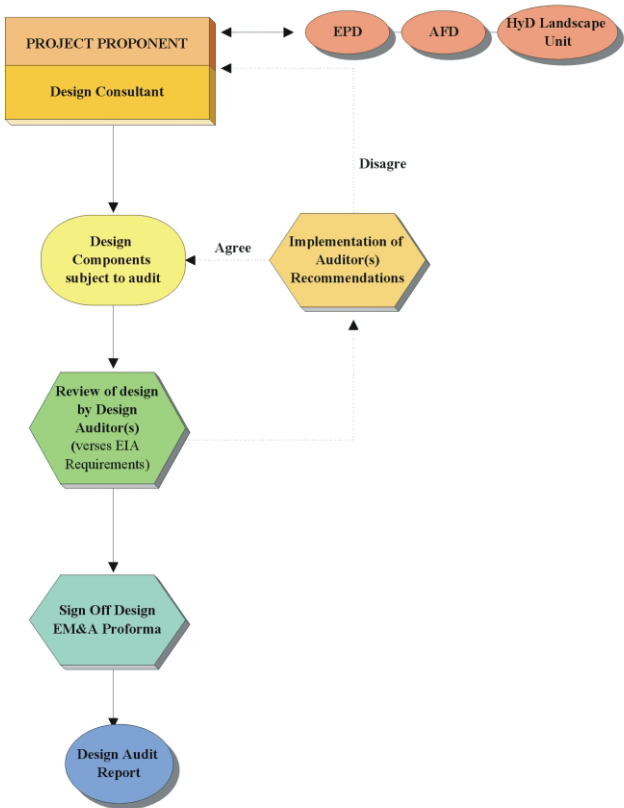 PROJECT PROPONENT
Design Consultant
EPD
AFD
HyD Landscape
Unit
Disagre
Agree
Design
Components
subject to audit
Implementation of
Auditor(s)
Recommendations
Review of design
by Design
Auditor(s)
(verses EIA
Requirements)
Sign Off Design
EM&A Proforma
Design Audit
Report